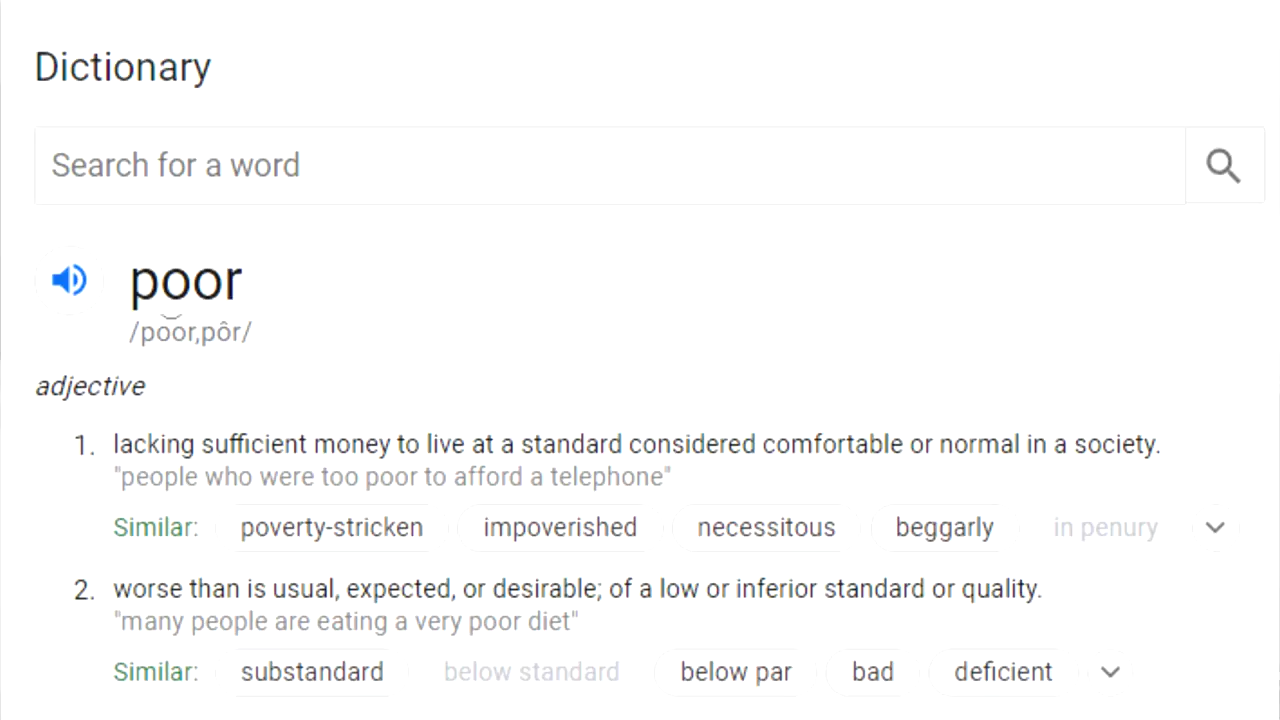 Dictionary
Search for a word
poor
/po͝or,pôr/
adjective
1. lacking sufficient money to live at a standard considered comfortable or normal in a society.
"people who were too poor to afford a telephone"
Similar: poverty-stricken impoverished necessitous beggarly in penury
2. worse than is usual, expected, or desirable; of a low or inferior standard or quality.
"many people are eating a very poor diet"
Similar: substandard below standard below par bad deficient